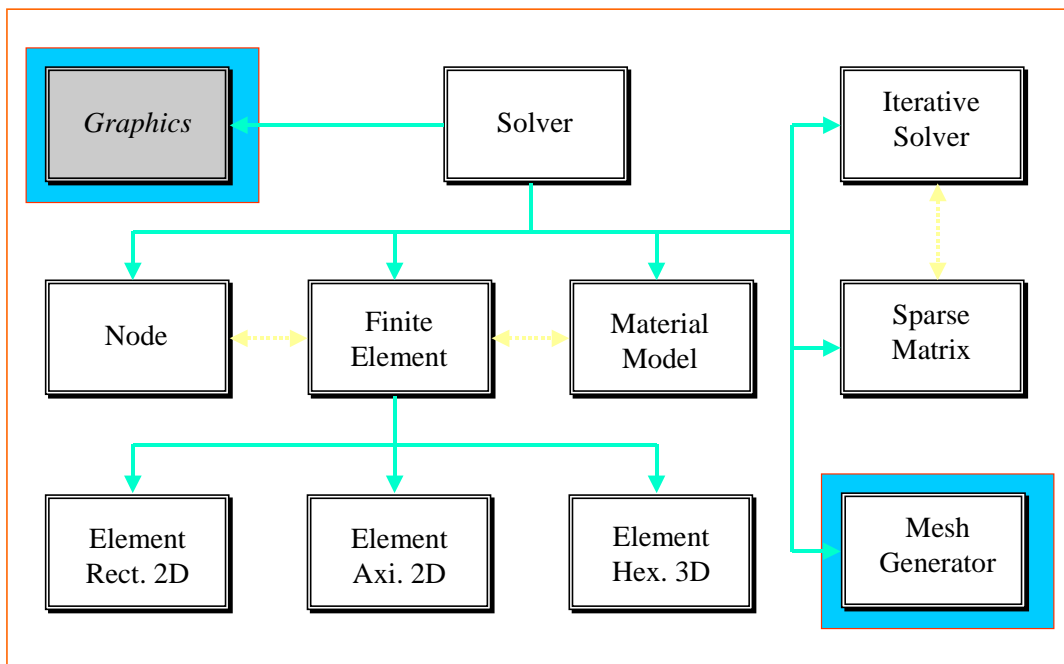 Graphics
Solver
Iterative
Solver
Node
Finite
Element
Material
Model
Sparse
Matrix
Element
Rect. 2D
Element
Axi. 2D
Element
Hex. 3D
Mesh
Generator